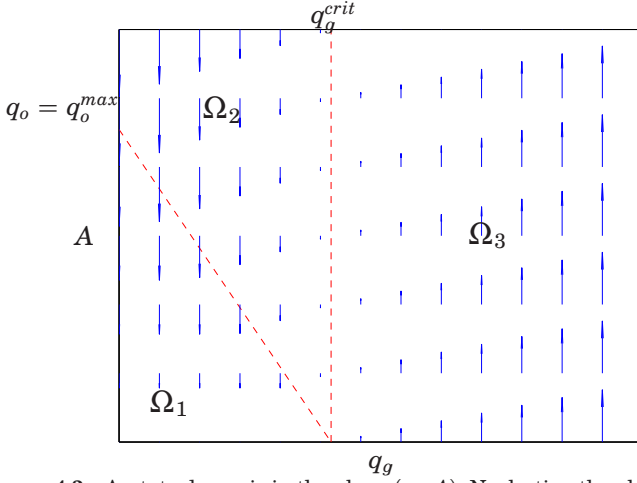 q_g^{crit}
q_o = q_o^{max}
Ω_2
A
Ω_3
Ω_1
q_g